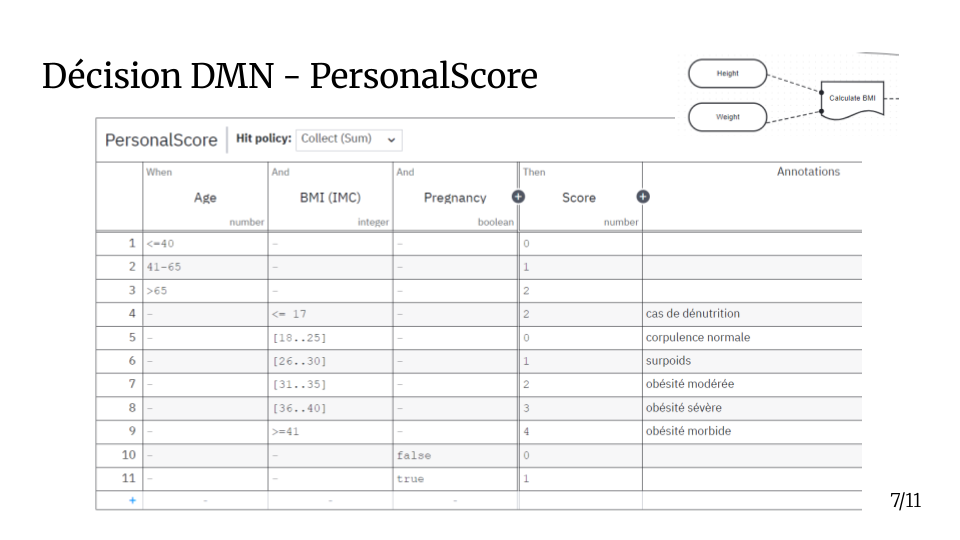 Décision DMN - PersonalScore
Height
Weight
Calculate BMI
PersonalScore Hit policy: Collect (Sum)
When And And Then Annotations
Age BMI (IMC) Pregnancy + Score +
number integer boolean number
1 <=40 - - 0
2 41-65 - - 1
3 >65 - - 2
4 - <= 17 - 2 cas de dénutrition
5 - [18..25] - 0 corpulence normale
6 - [26..30] - 1 surpoids
7 - [31..35] - 2 obésité modérée
8 - [36..40] - 3 obésité sévère
9 - >=41 - 4 obésité morbide
10 - - false 0
11 - - true 1
+ - - -
7/11